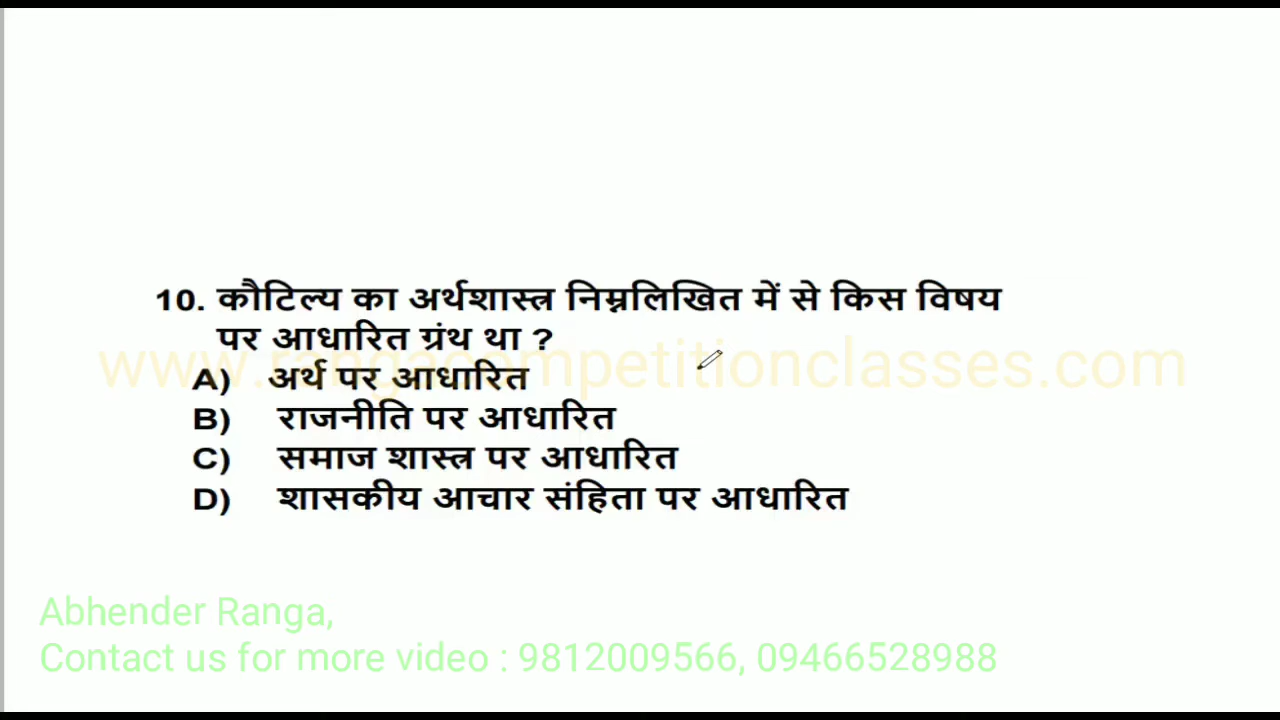 10. कौटिल्य का अर्थशास्त्र निम्नलिखित में से किस विषय
पर आधारित ग्रंथ था ?
www.rangacompetitionclasses.com
A) अर्थ पर आधारित
B) राजनीति पर आधारित
C) समाज शास्त्र पर आधारित
D) शासकीय आचार संहिता पर आधारित
Abhender Ranga,
Contact us for more video : 9812009566, 09466528988